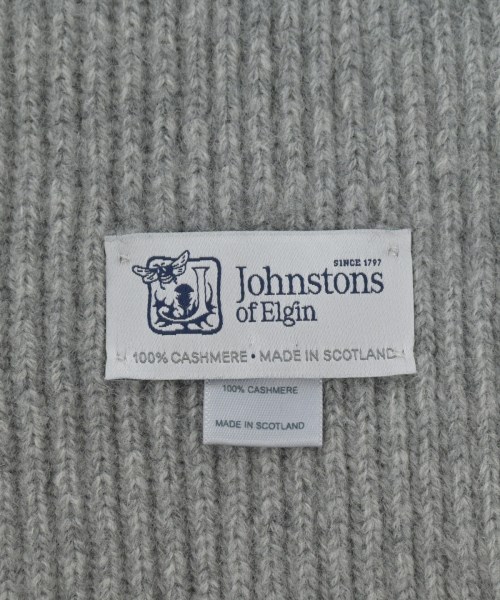 SINCE 1797
Johnstons
of Elgin
100% CASHMERE • MADE IN SCOTLAND
100% CASHMERE
MADE IN SCOTLAND